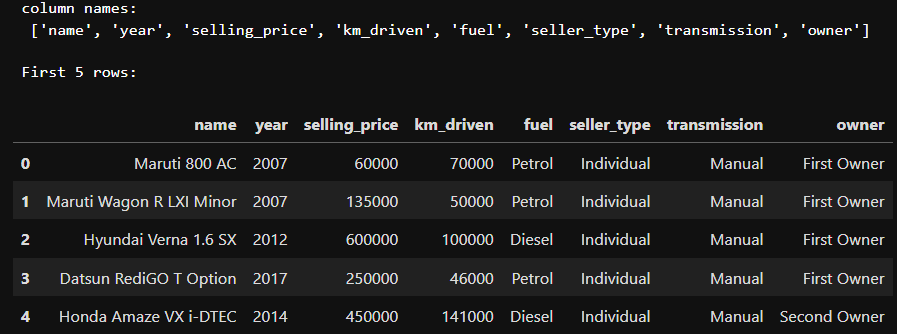 column names:
['name', 'year', 'selling_price', 'km_driven', 'fuel', 'seller_type', 'transmission', 'owner']
First 5 rows:
name year selling_price km_driven fuel seller_type transmission owner
0 Maruti 800 AC 2007 60000 70000 Petrol Individual Manual First Owner
1 Maruti Wagon R LXI Minor 2007 135000 50000 Petrol Individual Manual First Owner
2 Hyundai Verna 1.6 SX 2012 600000 100000 Diesel Individual Manual First Owner
3 Datsun RediGO T Option 2017 250000 46000 Petrol Individual Manual First Owner
4 Honda Amaze VX i-DTEC 2014 450000 141000 Diesel Individual Manual Second Owner